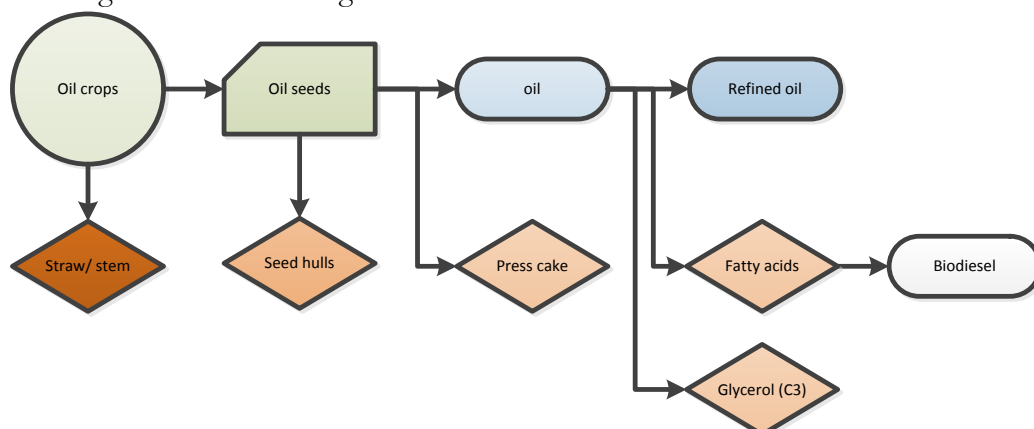 Oil crops
Oil seeds
oil
Refined oil
Straw/ stem
Seed hulls
Press cake
Fatty acids
Biodiesel
Glycerol (C3)